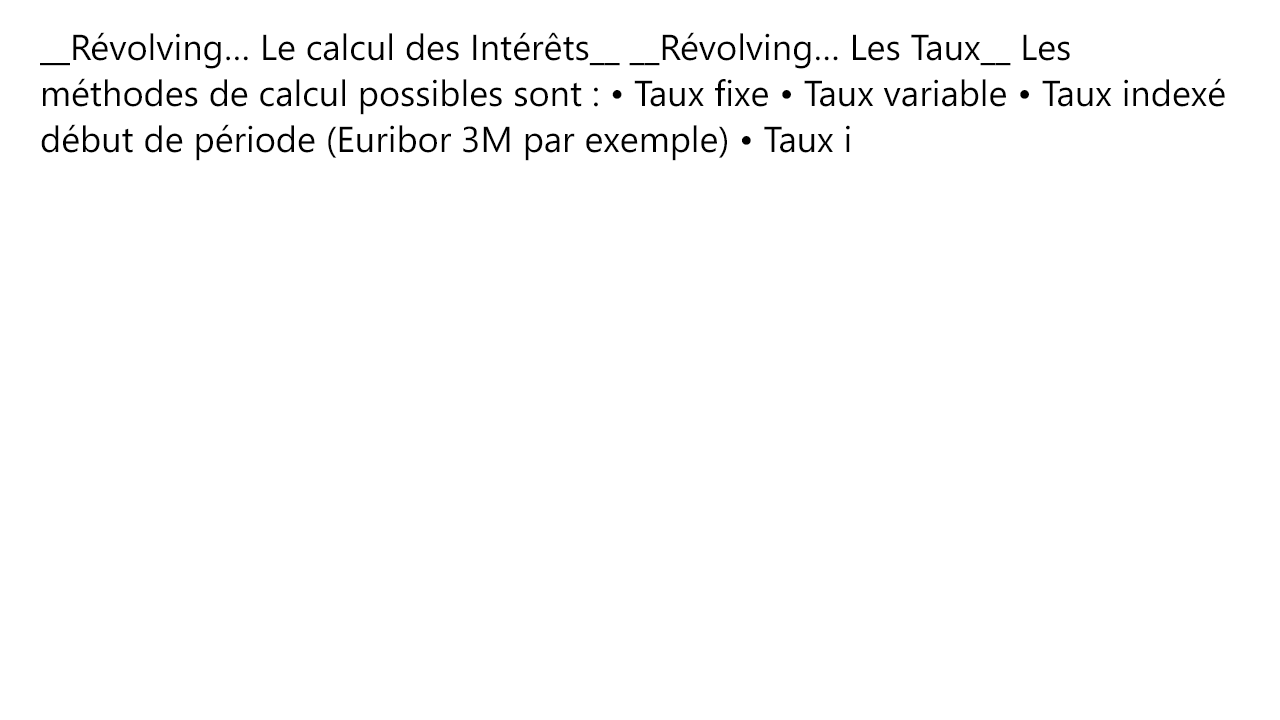 __Révolving... Le calcul des Intérêts__ __Révolving... Les Taux__ Les
méthodes de calcul possibles sont : • Taux fixe • Taux variable • Taux indexé
début de période (Euribor 3M par exemple) • Taux i